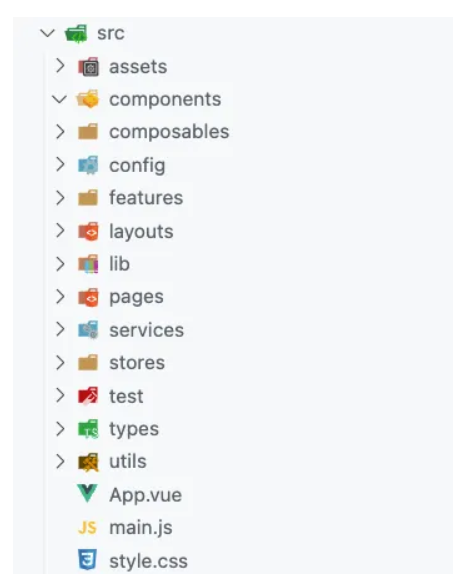 src
assets
components
composables
config
features
layouts
lib
pages
services
stores
test
types
utils
App.vue
JS main.js
style.css